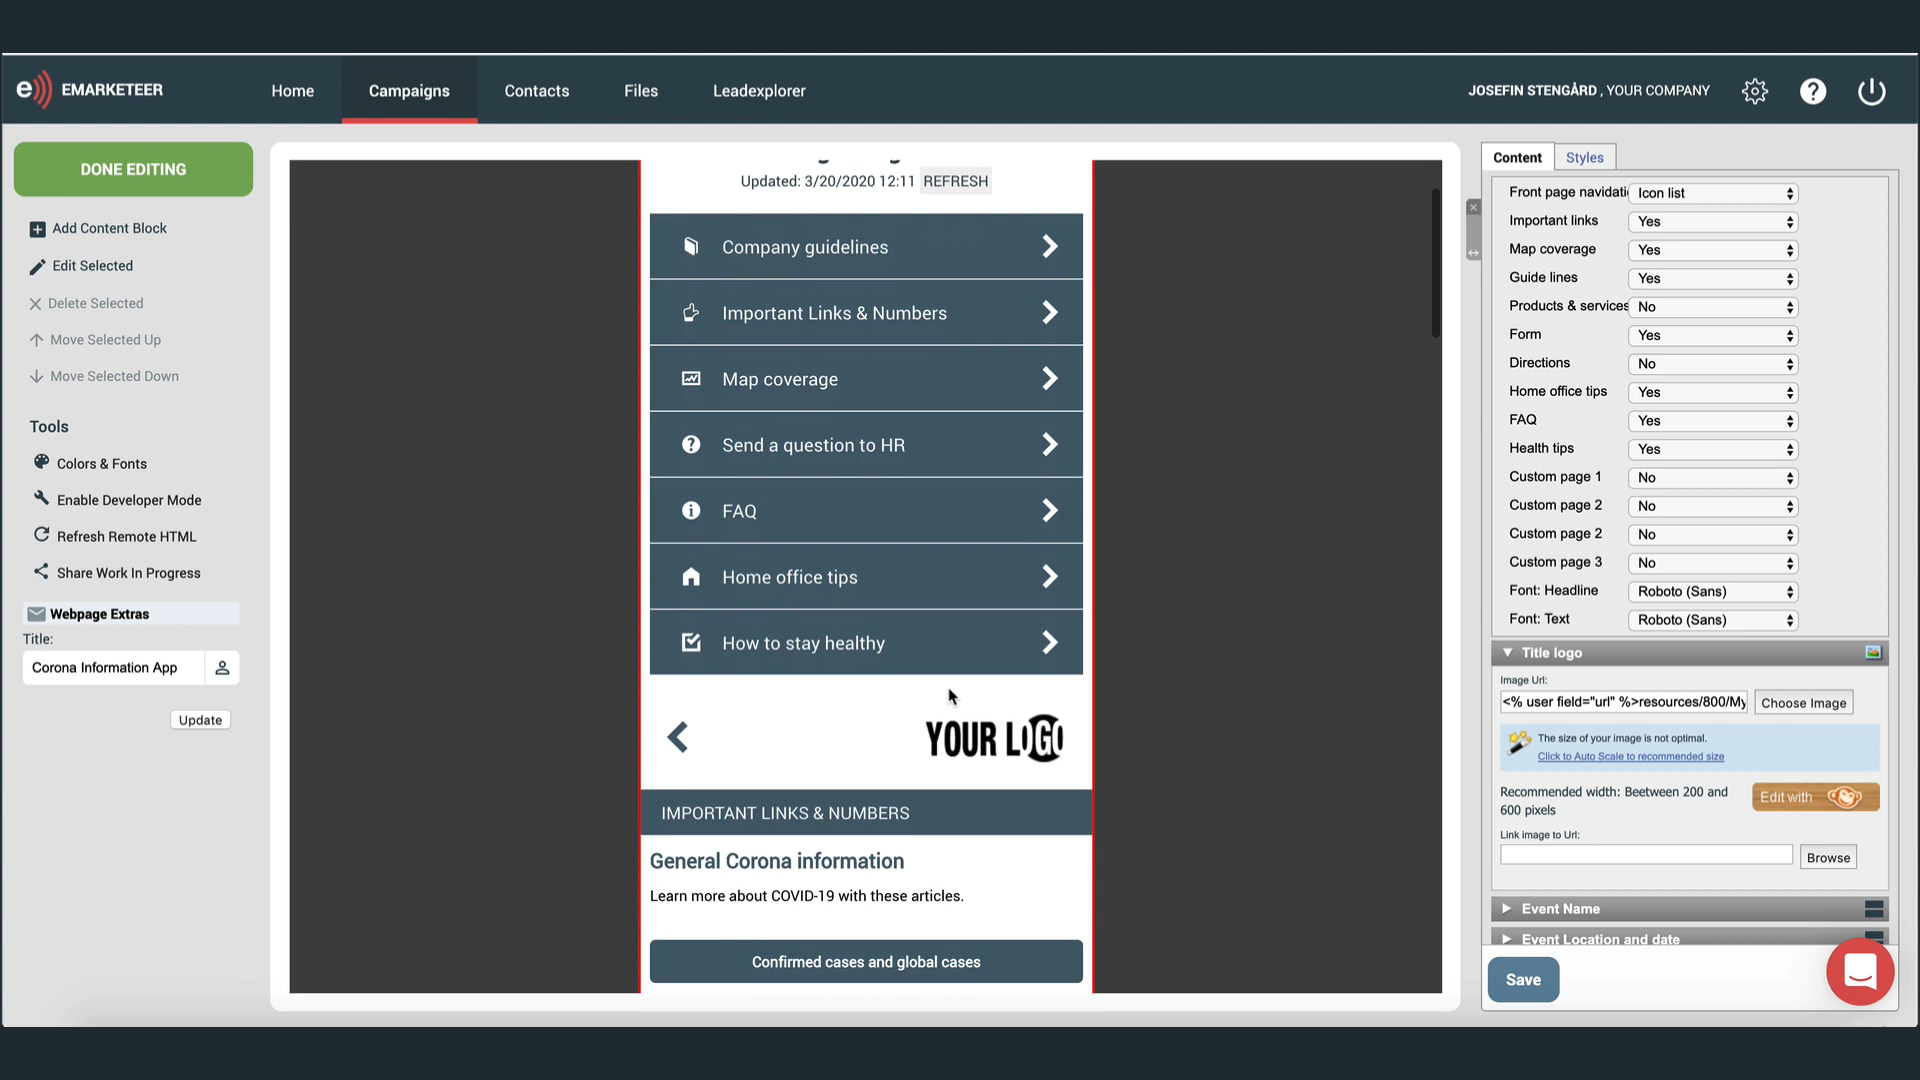 e EMARKETEER
Home
Campaigns
Contacts
Files
Leadexplorer
JOSEFIN STENGÅRD , YOUR COMPANY
?
DONE EDITING
Add Content Block
Edit Selected
Delete Selected
Move Selected Up
Move Selected Down
Tools
Colors & Fonts
Enable Developer Mode
Refresh Remote HTML
Share Work In Progress
Webpage Extras
Title:
Corona Information App
Update
Updated: 3/20/2020 12:11 REFRESH
Company guidelines
Important Links & Numbers
Map coverage
Send a question to HR
FAQ
Home office tips
How to stay healthy
YOUR LOGO
IMPORTANT LINKS & NUMBERS
General Corona information
Learn more about COVID-19 with these articles.
Confirmed cases and global cases
Content
Styles
Front page navidati Icon list
Important links Yes
Map coverage Yes
Guide lines Yes
Products & services No
Form Yes
Directions No
Home office tips Yes
FAQ Yes
Health tips Yes
Custom page 1 No
Custom page 2 No
Custom page 2 No
Custom page 3 No
Font: Headline Roboto (Sans)
Font: Text Roboto (Sans)
Title logo
Image Url:
<% user field="url" %>resources/800/My Choose Image
The size of your image is not optimal.
Click to Auto Scale to recommended size
Recommended width: Beetween 200 and
600 pixels
Edit with
Link image to Url:
Browse
Event Name
Event Location and date
Save